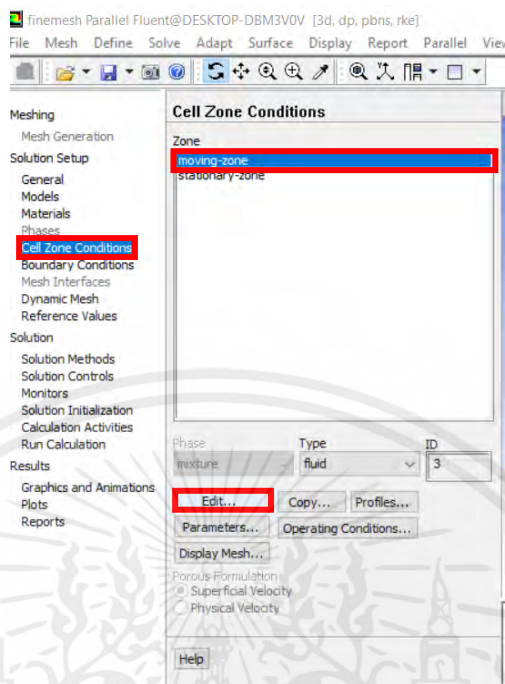 finemesh Parallel Fluent@DESKTOP-DBM3V0V [3d, dp, pbns, rke]
File Mesh Define Solve Adapt Surface Display Report Parallel View
Meshing
Mesh Generation
Solution Setup
General
Models
Materials
Phases
Cell Zone Conditions
Boundary Conditions
Mesh Interfaces
Dynamic Mesh
Reference Values
Solution
Solution Methods
Solution Controls
Monitors
Solution Initialization
Calculation Activities
Run Calculation
Results
Graphics and Animations
Plots
Reports
Cell Zone Conditions
Zone
moving-zone
stationary-zone
Phase Type ID
mixture fluid 3
Edit... Copy... Profiles...
Parameters... Operating Conditions...
Display Mesh...
Porous Formulation
Superficial Velocity
Physical Velocity
Help